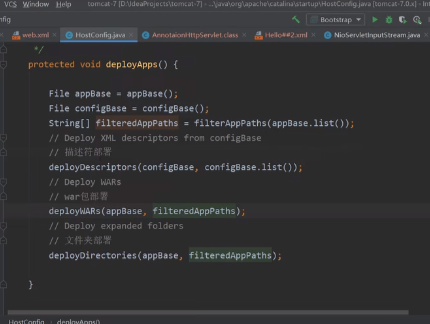 VCS Window Help tomcat-7 [D:\IdeaProjects\tomcat-7] - ...\java\org\apache\catalina\startup\HostConfig.java [tomcat-7.0.x]
Bootstrap
web.xml HostConfig.java AnnotaionHttpServlet.class Hello##2.xml NioServletInputStream.java
*/
protected void deployApps() {
File appBase = appBase();
File configBase = configBase();
String[] filteredAppPaths = filterAppPaths(appBase.list());
// Deploy XML descriptors from configBase
// 描述符部署
deployDescriptors(configBase, configBase.list());
// Deploy WARs
// war包部署
deployWARs(appBase, filteredAppPaths);
// Deploy expanded folders
// 文件夹部署
deployDirectories(appBase, filteredAppPaths);
}
HostConfig deployApps()